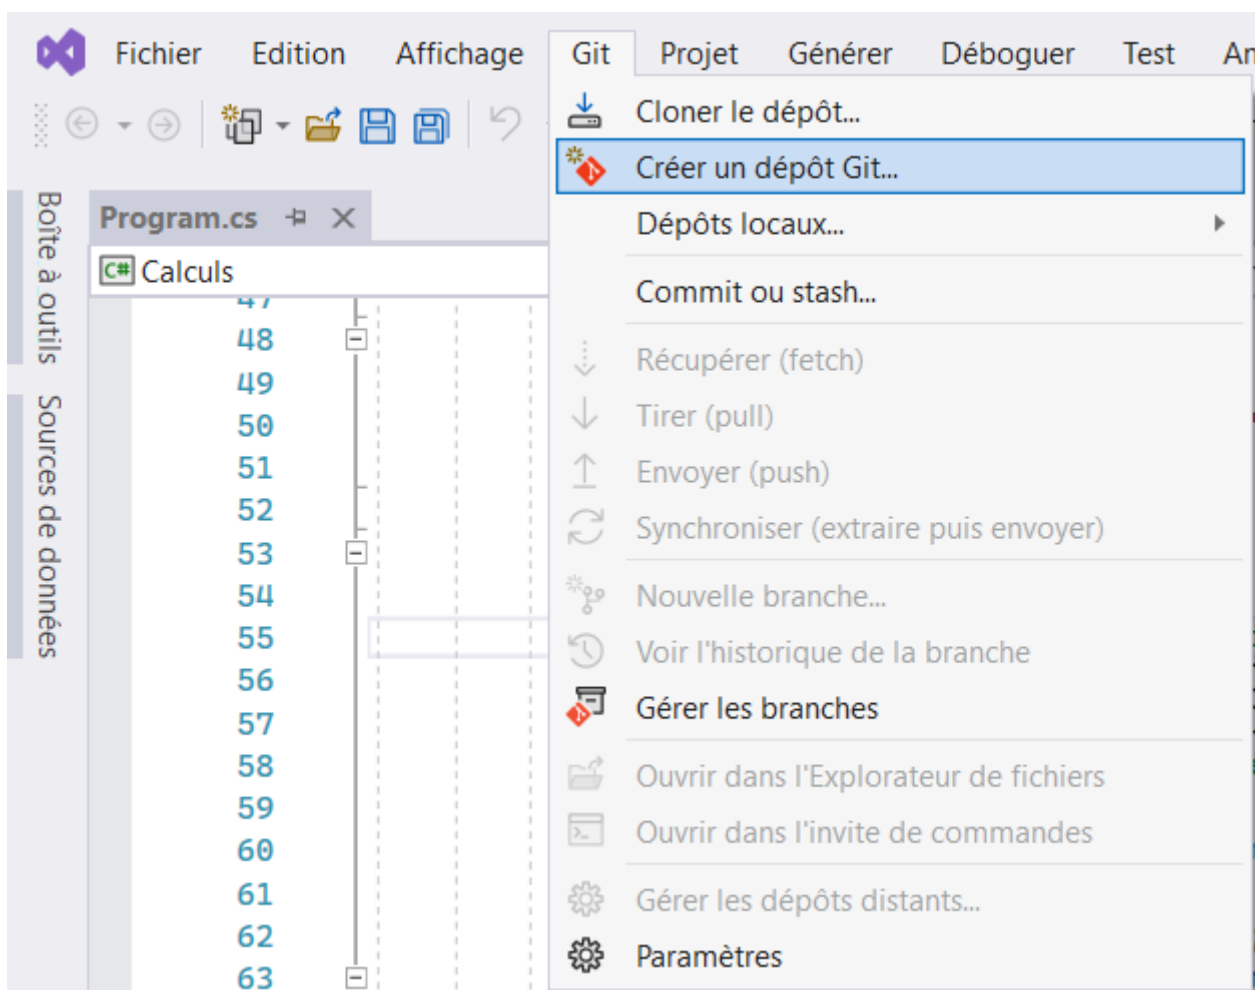 Fichier Edition Affichage Git Projet Générer Déboguer Test
Cloner le dépôt...
Créer un dépôt Git...
Dépôts locaux...
Commit ou stash...
Récupérer (fetch)
Tirer (pull)
Envoyer (push)
Synchroniser (extraire puis envoyer)
Nouvelle branche...
Voir l'historique de la branche
Gérer les branches
Ouvrir dans l'Explorateur de fichiers
Ouvrir dans l'invite de commandes
Gérer les dépôts distants...
Paramètres
Boîte à outils
Sources de données
Program.cs
C# Calculs
47
48
49
50
51
52
53
54
55
56
57
58
59
60
61
62
63